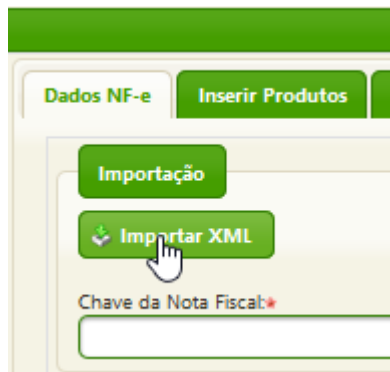 Dados NF-e
Inserir Produtos
Importação
Importar XML
Chave da Nota Fiscal:*